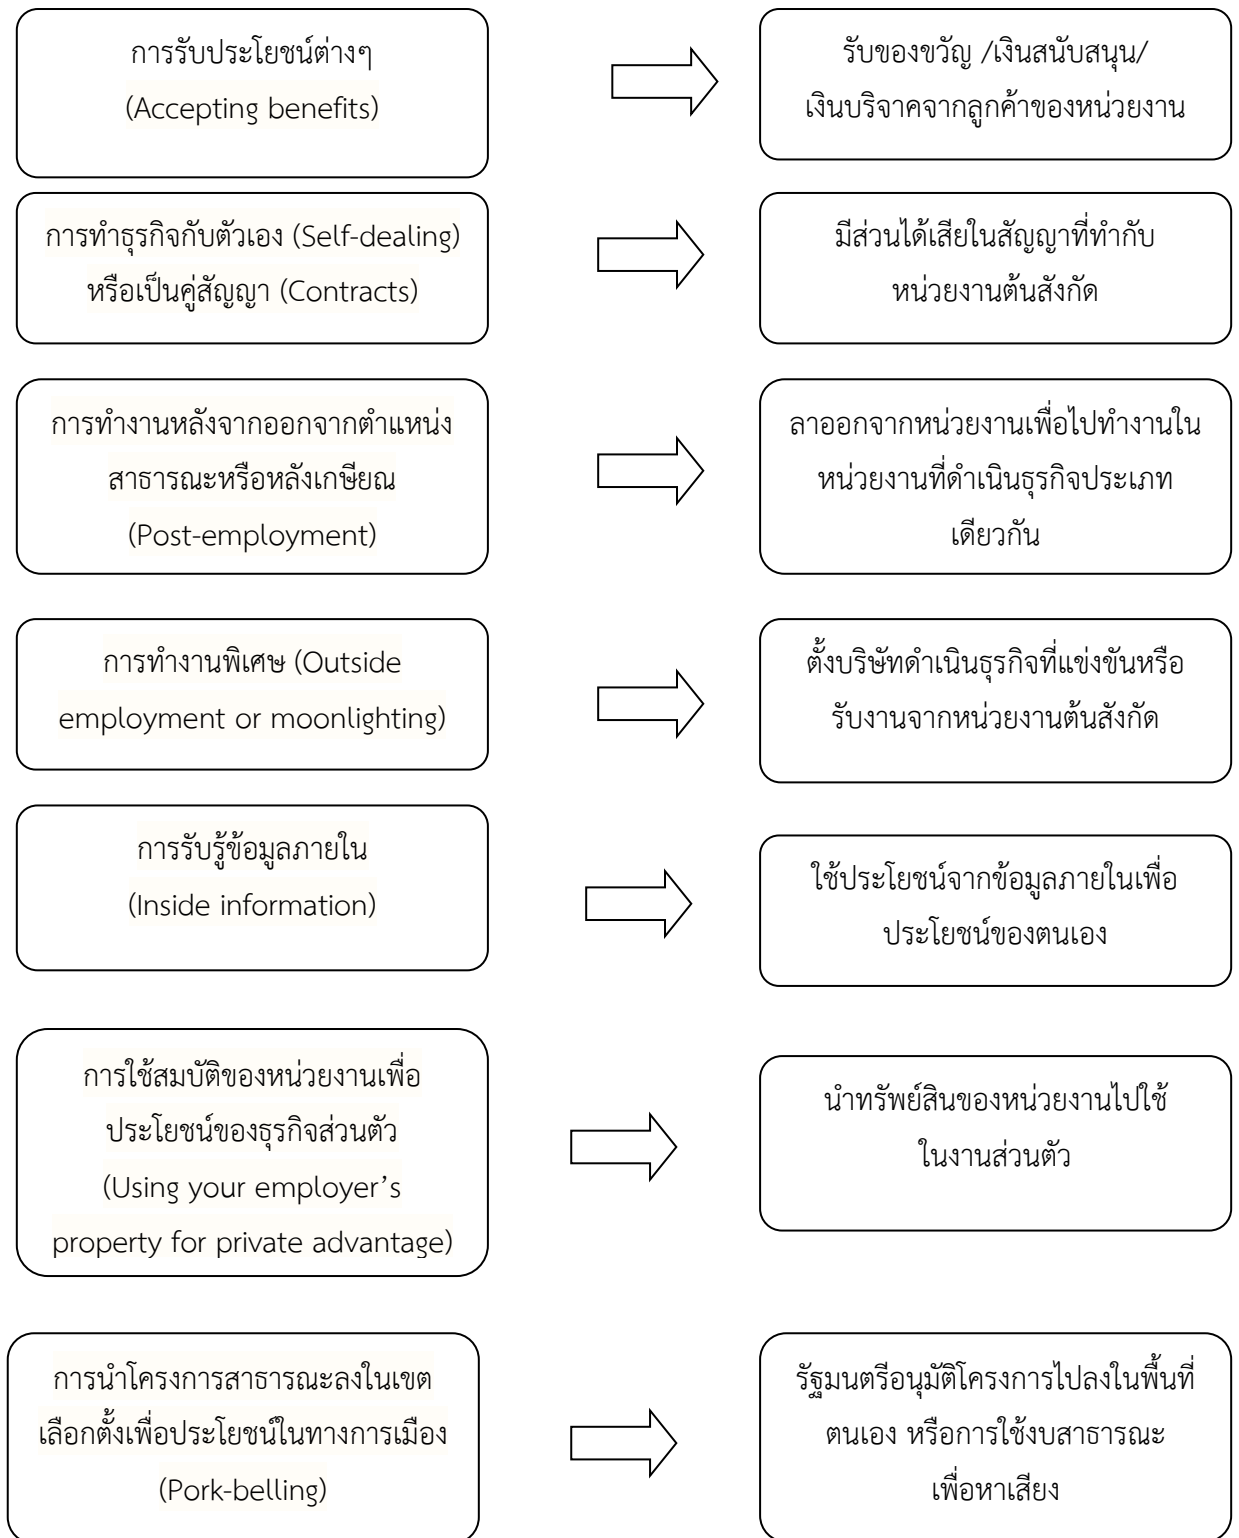 การรับประโยชน์ต่างๆ
(Accepting benefits)
รับของขวัญ /เงินสนับสนุน/
เงินบริจาคจากลูกค้าของหน่วยงาน
การทำธุรกิจกับตัวเอง (Self-dealing)
หรือเป็นคู่สัญญา (Contracts)
มีส่วนได้เสียในสัญญาที่ทำกับ
หน่วยงานต้นสังกัด
การทำงานหลังจากออกจากตำแหน่ง
สาธารณะหรือหลังเกษียณ
(Post-employment)
ลาออกจากหน่วยงานเพื่อไปทำงานใน
หน่วยงานที่ดำเนินธุรกิจประเภท
เดียวกัน
การทำงานพิเศษ (Outside
employment or moonlighting)
ตั้งบริษัทดำเนินธุรกิจที่แข่งขันหรือ
รับงานจากหน่วยงานต้นสังกัด
การรับรู้ข้อมูลภายใน
(Inside information)
ใช้ประโยชน์จากข้อมูลภายในเพื่อ
ประโยชน์ของตนเอง
การใช้สมบัติของหน่วยงานเพื่อ
ประโยชน์ของธุรกิจส่วนตัว
(Using your employer’s
property for private advantage)
นำทรัพย์สินของหน่วยงานไปใช้
ในงานส่วนตัว
การนำโครงการสาธารณะลงในเขต
เลือกตั้งเพื่อประโยชน์ในทางการเมือง
(Pork-belling)
รัฐมนตรีอนุมัติโครงการไปลงในพื้นที่
ตนเอง หรือการใช้งบสาธารณะ
เพื่อหาเสียง